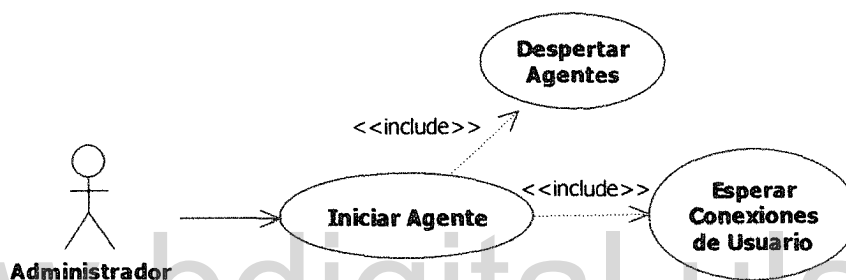 Despertar
Agentes
<<include>>
<<include>>
Iniciar Agente
Esperar
Conexiones
de Usuario
Administrador